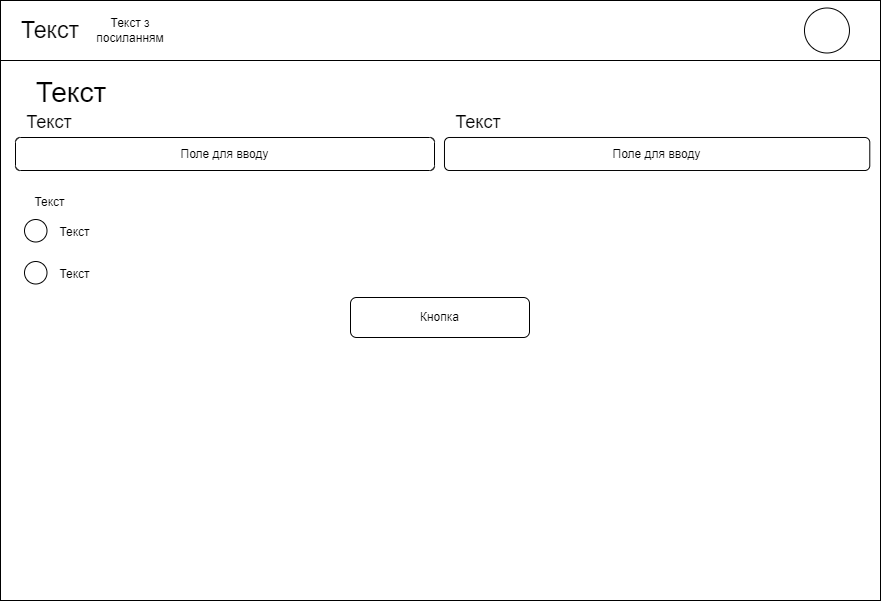 Текст
Текст з
посиланням
Текст
Текст
Текст
Поле для вводу
Поле для вводу
Текст
Текст
Текст
Кнопка